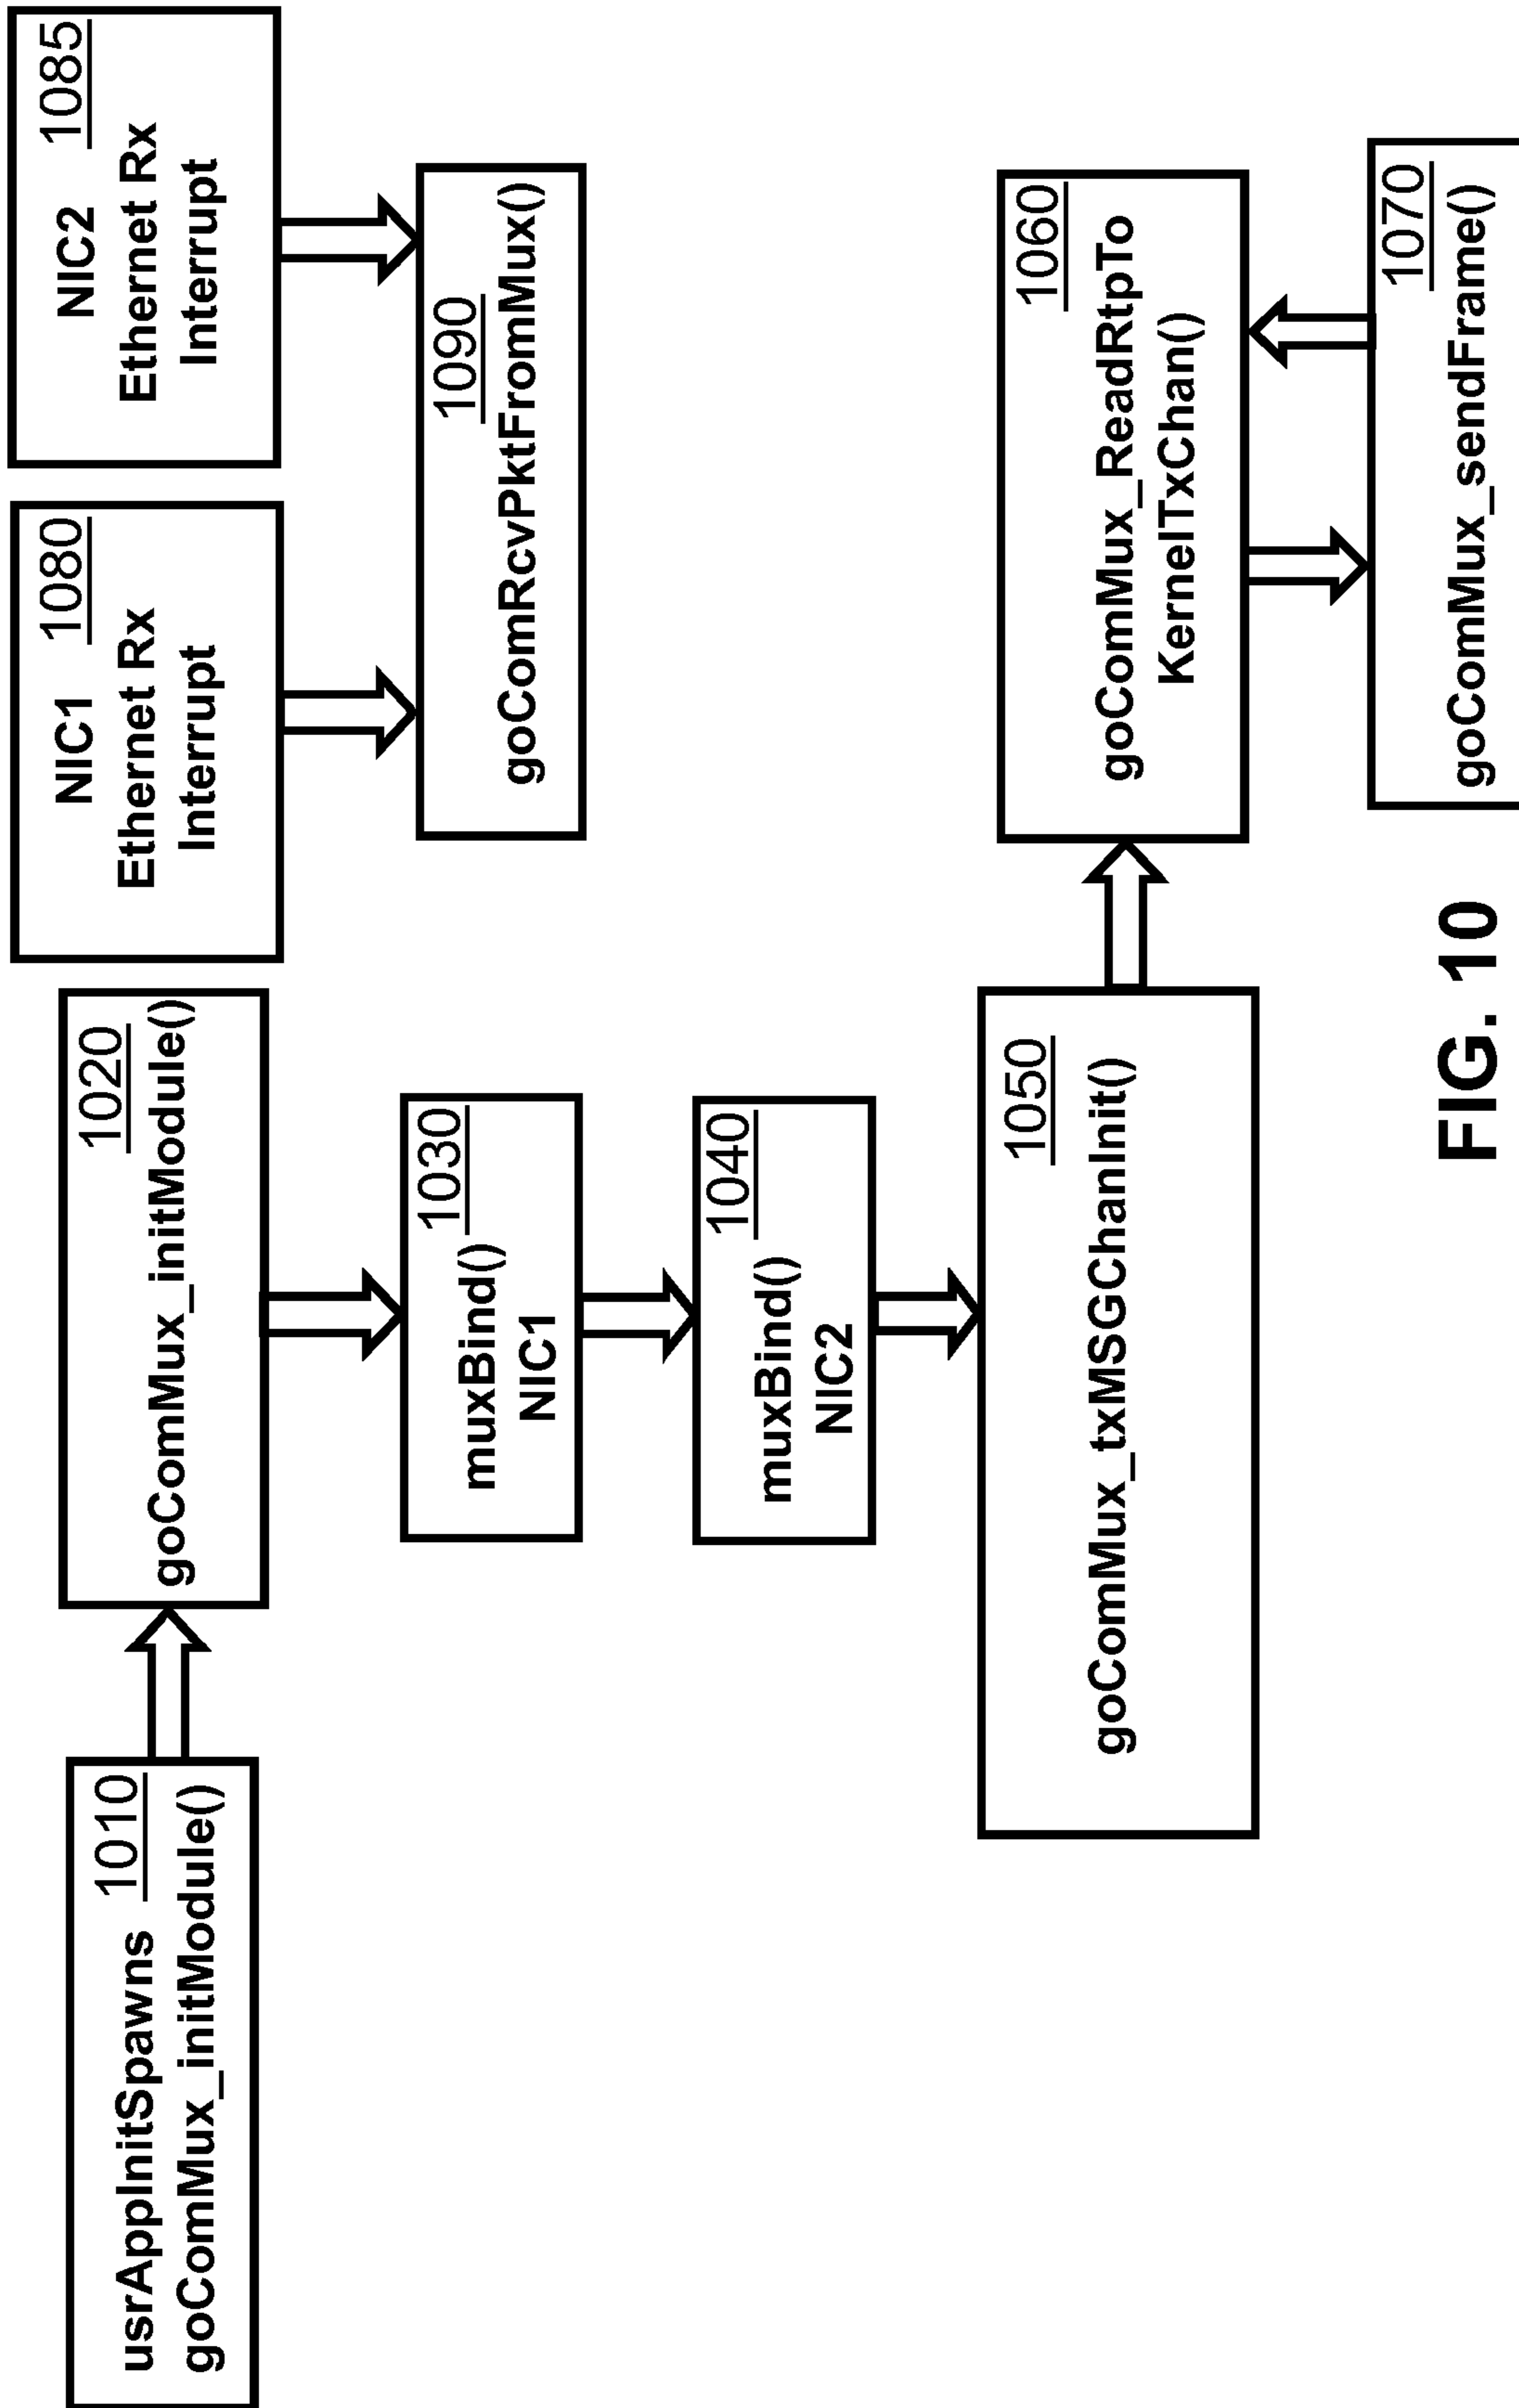 usrAppInitSpawns 1010
goComMux_initModule()
1020
goComMux_initModule()
1030
muxBind()
NIC1
1040
muxBind()
NIC2
1050
goComMux_txMSGChanInit()
1060
goComMux_ReadRtpTo
KernelTxChan()
1070
goComMux_sendFrame()
NIC1 1080
Ethernet Rx
Interrupt
NIC2 1085
Ethernet Rx
Interrupt
1090
goComRcvPktFromMux()
FIG. 10